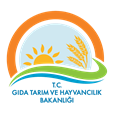 T.C.
GIDA TARIM VE HAYVANCILIK
BAKANLIĞI